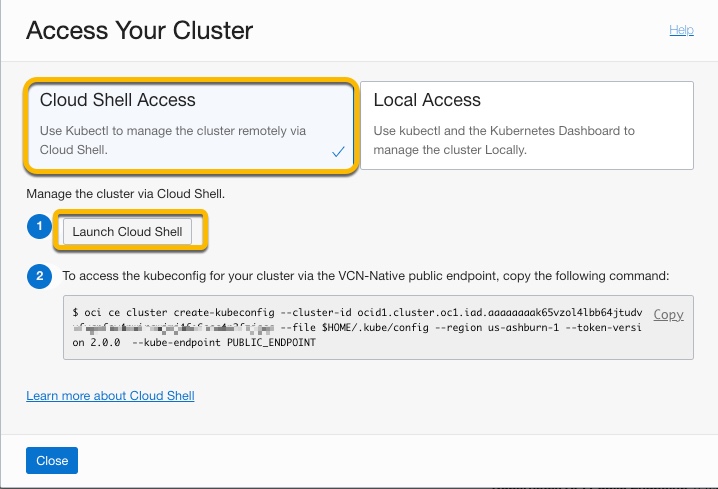 Access Your Cluster
Help
Cloud Shell Access
Use Kubectl to manage the cluster remotely via
Cloud Shell.
Local Access
Use kubectl and the Kubernetes Dashboard to
manage the cluster Locally.
Manage the cluster via Cloud Shell.
1
Launch Cloud Shell
2
To access the kubeconfig for your cluster via the VCN-Native public endpoint, copy the following command:
$ oci ce cluster create-kubeconfig --cluster-id ocid1.cluster.oc1.iad.aaaaaaaak65vzol4lbb64jtudv
--file $HOME/.kube/config --region us-ashburn-1 --token-versi
on 2.0.0 --kube-endpoint PUBLIC_ENDPOINT
Copy
Learn more about Cloud Shell
Close